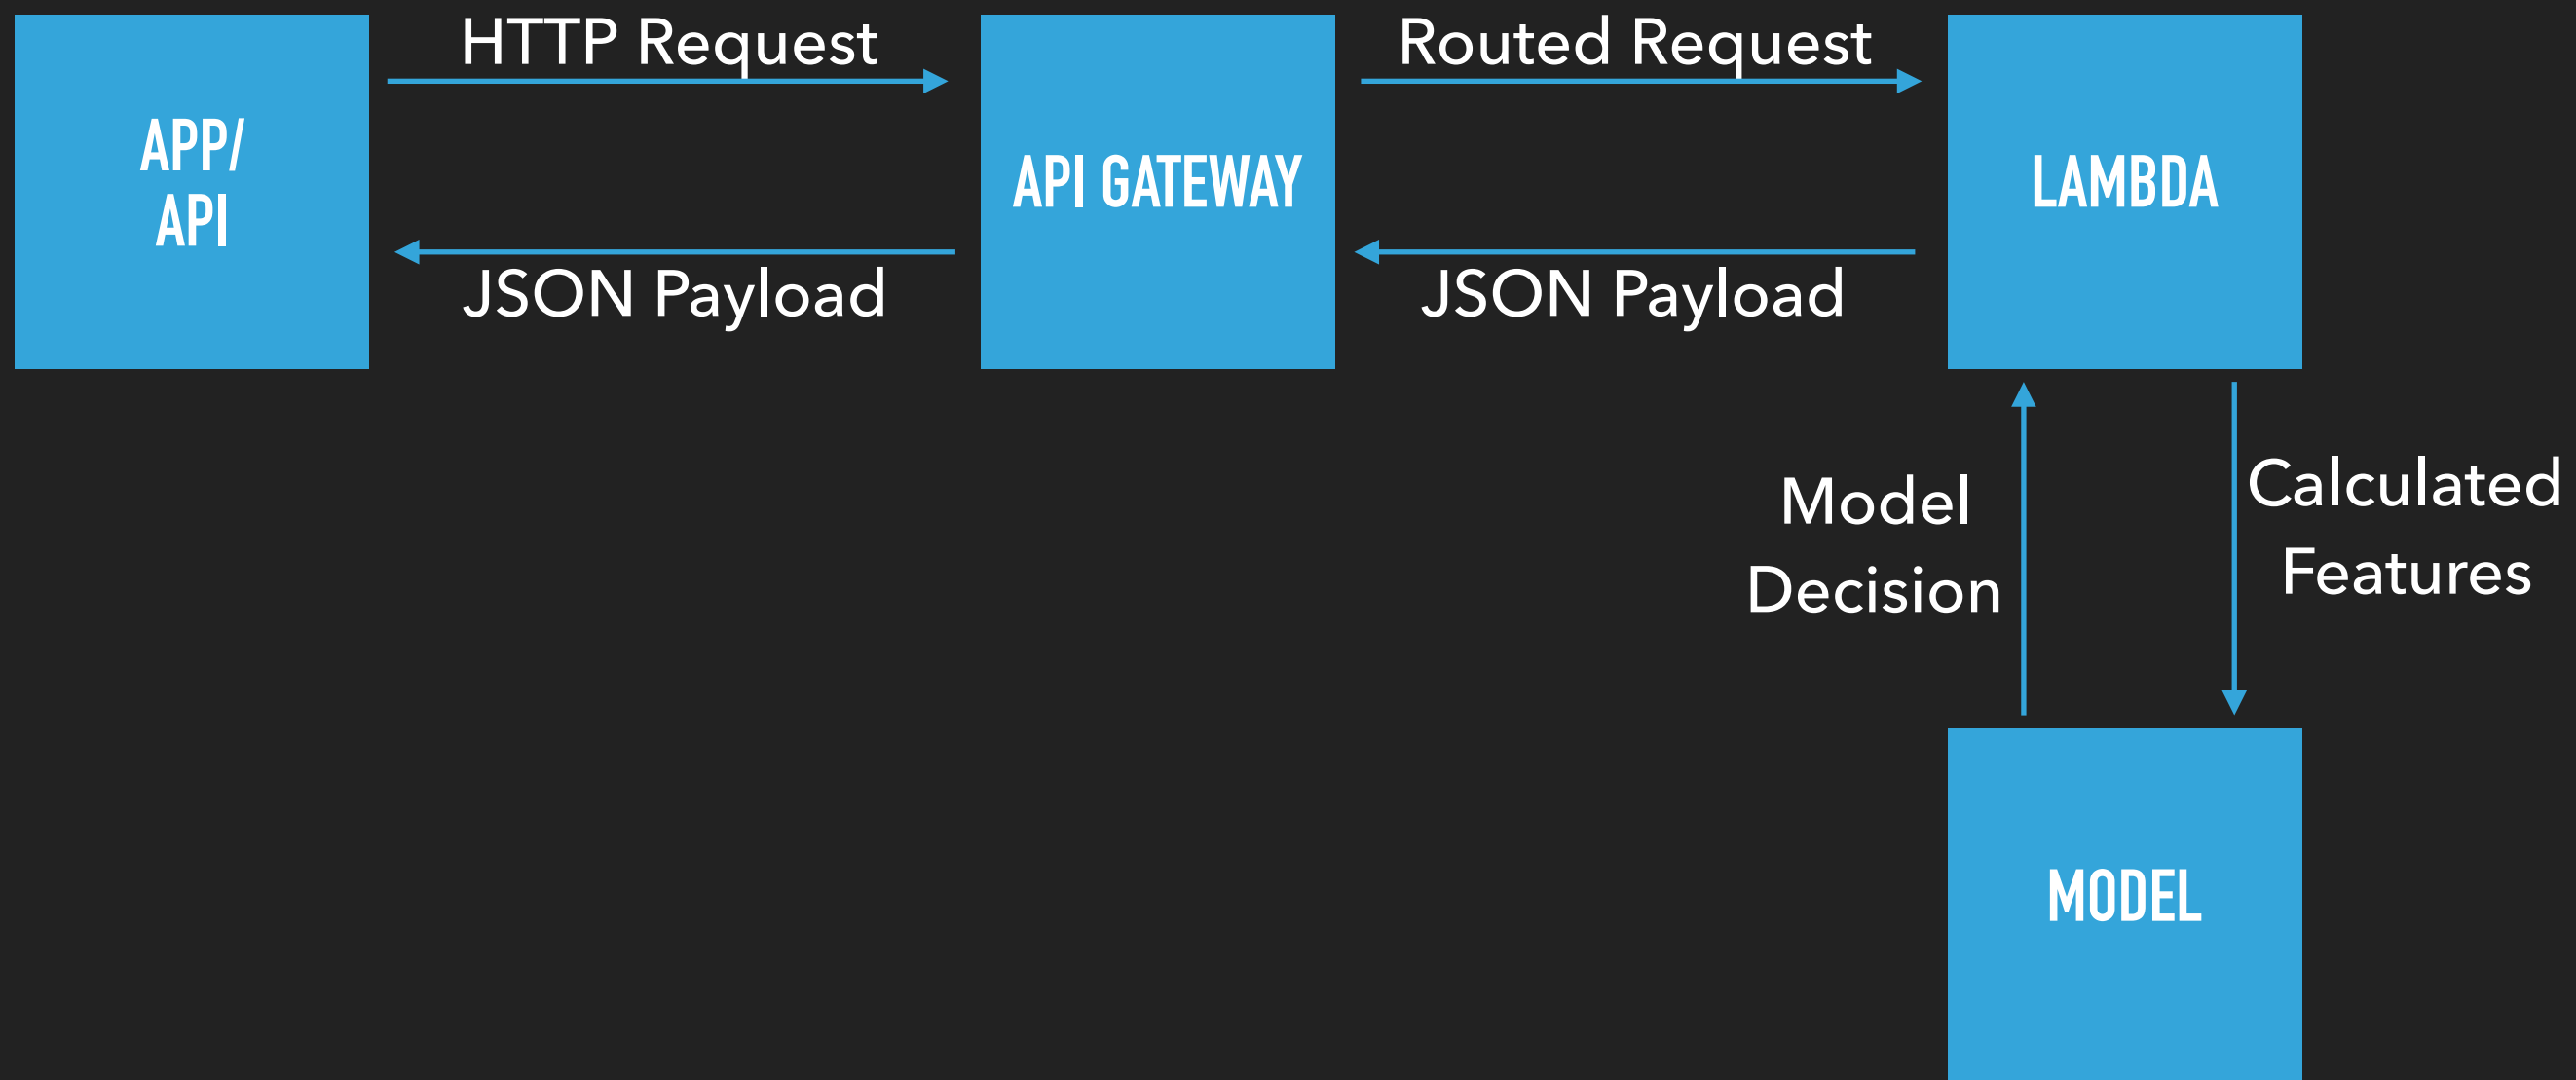 HTTP Request
Routed Request
APP/
API
API GATEWAY
LAMBDA
JSON Payload
JSON Payload
Model
Decision
Calculated
Features
MODEL